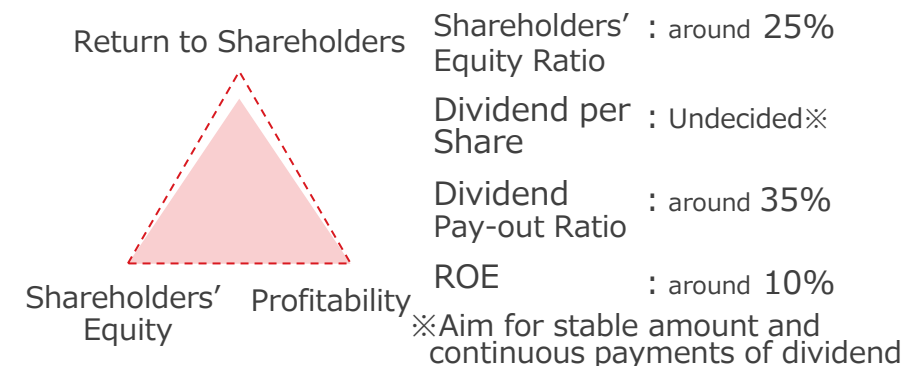 Return to Shareholders
Shareholders’
Equity
Profitability
Shareholders’ : around 25%
Equity Ratio
Dividend per : Undecided※
Share
Dividend : around 35%
Pay-out Ratio
ROE : around 10%
※Aim for stable amount and
continuous payments of dividend